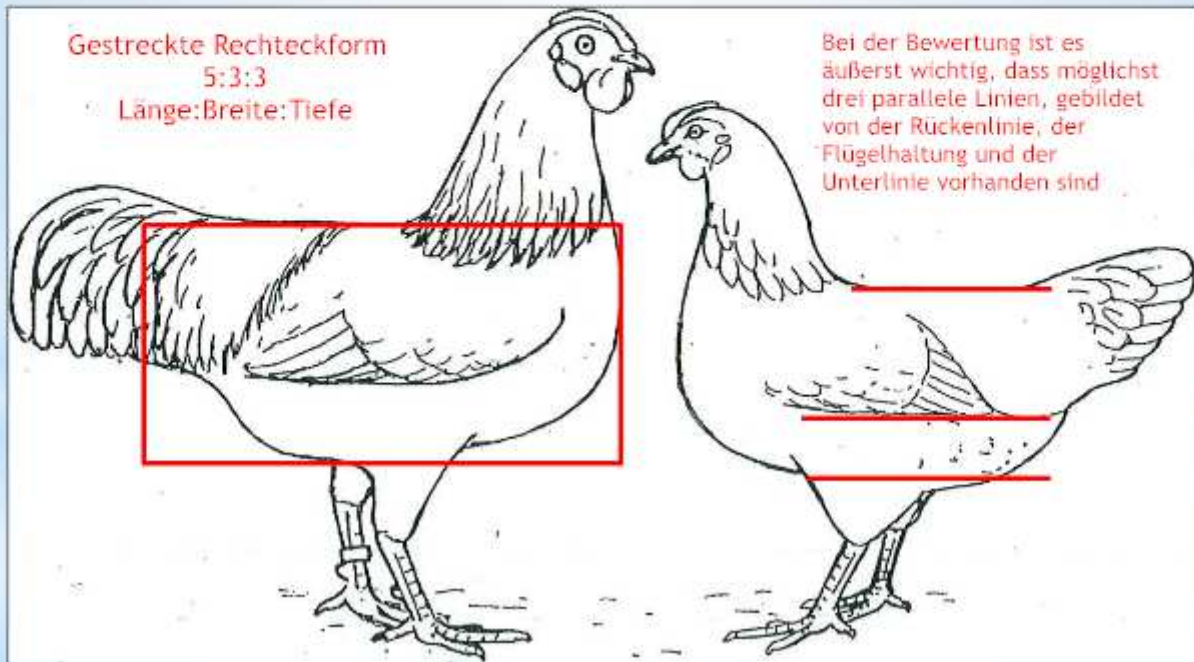 Gestreckte Rechteckform
5:3:3
Länge:Breite:Tiefe
Bei der Bewertung ist es
äußerst wichtig, dass möglichst
drei parallele Linien, gebildet
von der Rückenlinie, der
Flügelhaltung und der
Unterlinie vorhanden sind